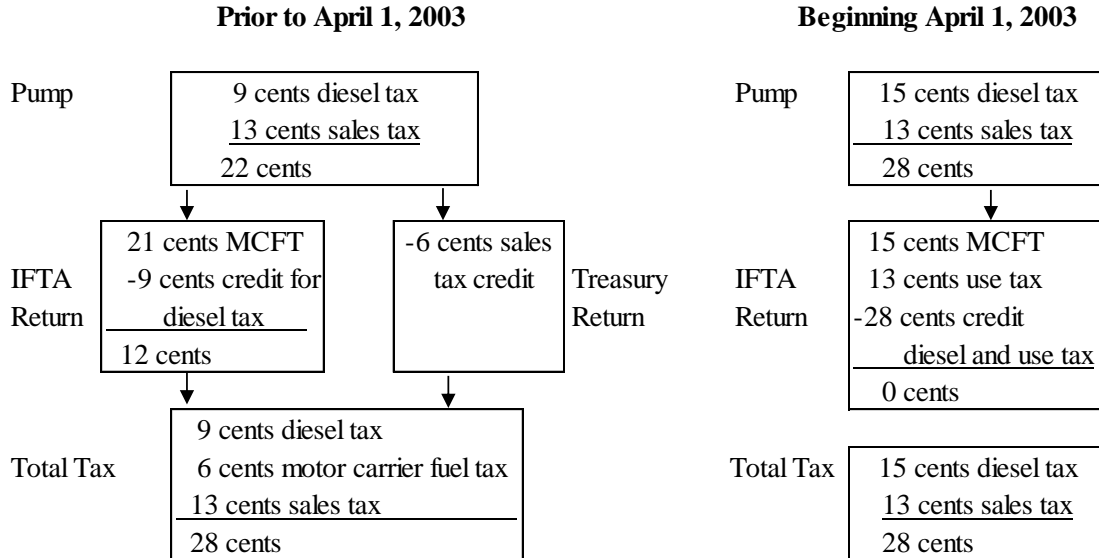 Prior to April 1, 2003
Pump
9 cents diesel tax
13 cents sales tax
22 cents
IFTA
Return
21 cents MCFT
-9 cents credit for
diesel tax
12 cents
-6 cents sales
tax credit
Treasury
Return
Total Tax
9 cents diesel tax
6 cents motor carrier fuel tax
13 cents sales tax
28 cents
Beginning April 1, 2003
Pump
15 cents diesel tax
13 cents sales tax
28 cents
IFTA
Return
15 cents MCFT
13 cents use tax
-28 cents credit
diesel and use tax
0 cents
Total Tax
15 cents diesel tax
13 cents sales tax
28 cents